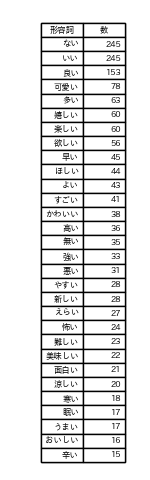 形容詞 数
ない 245
いい 245
良い 153
可愛い 78
多い 63
嬉しい 60
楽しい 60
欲しい 56
早い 45
ほしい 44
よい 43
すごい 41
かわいい 38
高い 36
無い 35
強い 33
悪い 31
やすい 28
新しい 28
えらい 27
怖い 24
難しい 23
美味しい 22
面白い 21
涼しい 20
寒い 18
眠い 17
うまい 17
おいしい 16
辛い 15